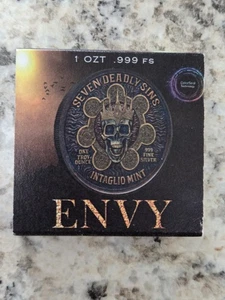 1 OZT .999 FS
SEVEN DEADLY SINS
ONE
TROY
OUNCE
999
FINE
SILVER
INTAGLIO MINT
ENVY